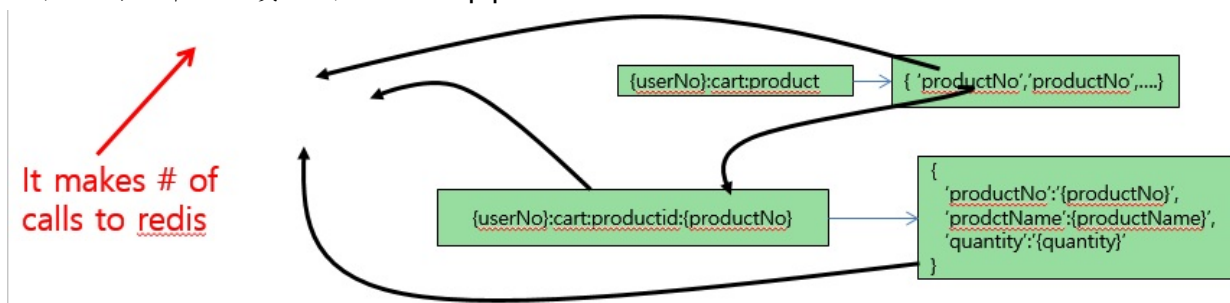 {userNo}:cart:product
{ 'productNo','productNo',....}
It makes # of
calls to redis
{userNo}:cart:productid:{productNo}
{
'productNo':'{productNo}',
'prodctName':{productName}',
'quantity':'{quantity}'
}